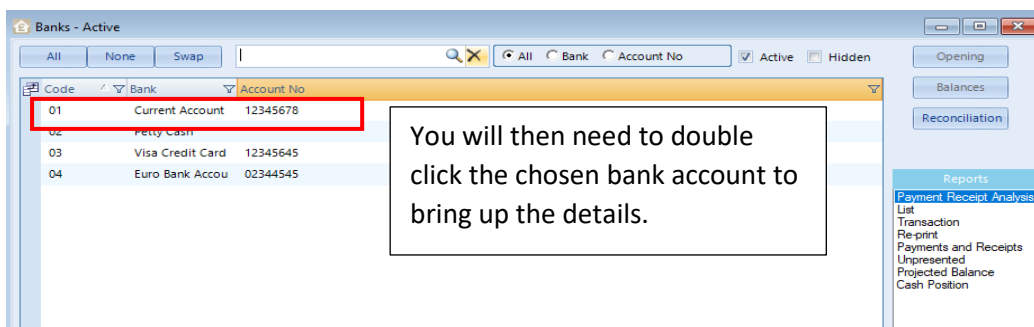 Banks - Active
All None Swap All Bank Account No Active Hidden Opening
Code Bank Account No Balances
01 Current Account 12345678 Reconciliation
02 Petty Cash
03 Visa Credit Card 12345645
04 Euro Bank Accou 02344545
You will then need to double
click the chosen bank account to
bring up the details.
Reports
Payment Receipt Analysis
List
Transaction
Re-print
Payments and Receipts
Unpresented
Projected Balance
Cash Position